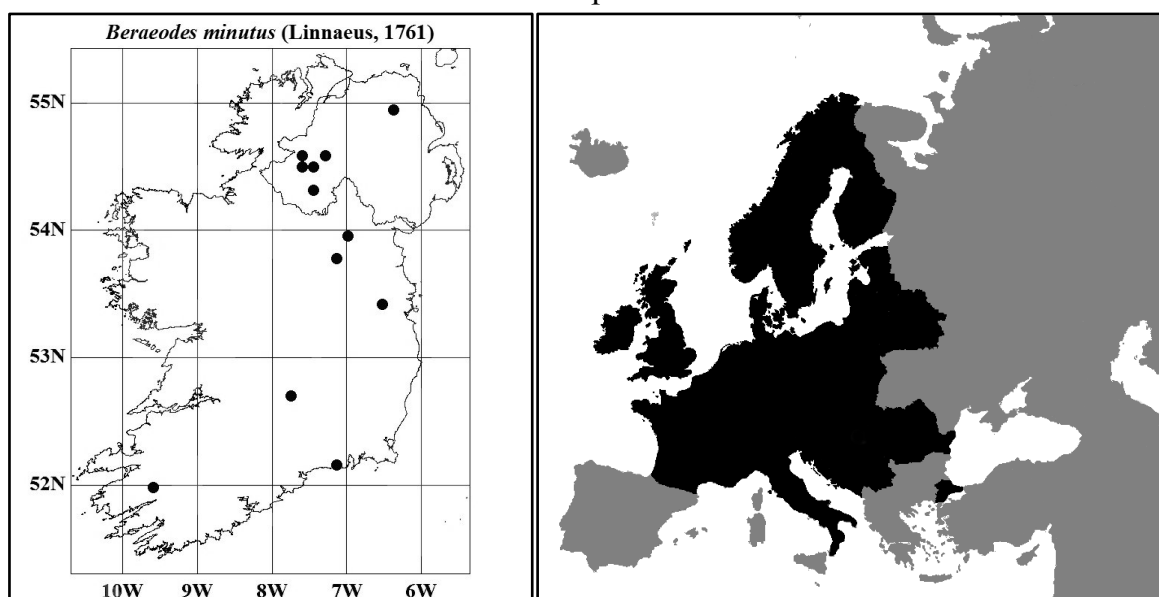 Beraeodes minutus (Linnaeus, 1761)
55N
54N
53N
52N
10W 9W 8W 7W 6W